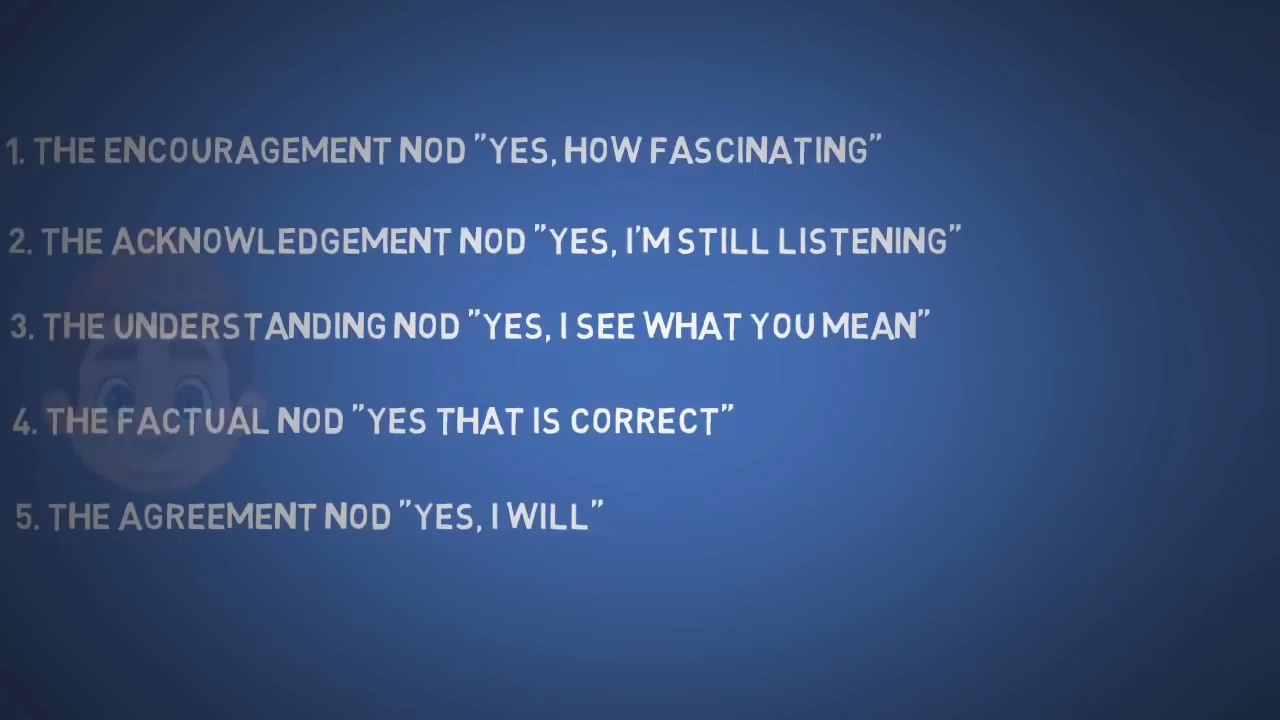 1. THE ENCOURAGEMENT NOD "YES, HOW FASCINATING"
2. THE ACKNOWLEDGEMENT NOD "YES, I'M STILL LISTENING"
3. THE UNDERSTANDING NOD "YES, I SEE WHAT YOU MEAN"
4. THE FACTUAL NOD "YES THAT IS CORRECT"
5. THE AGREEMENT NOD "YES, I WILL"